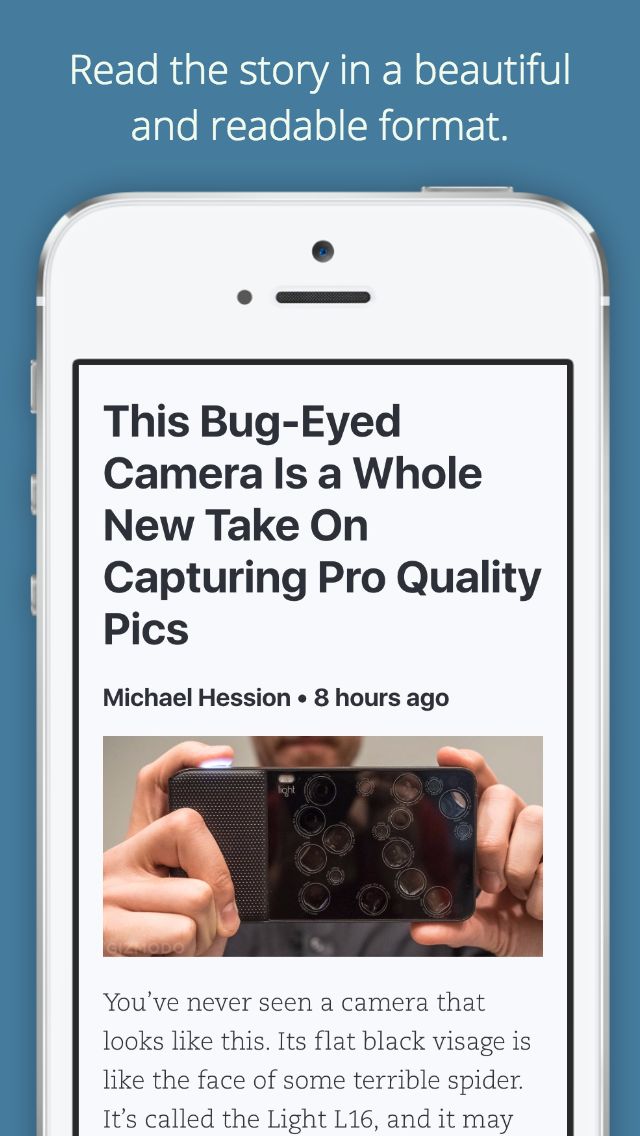 Read the story in a beautiful
and readable format.
This Bug-Eyed
Camera Is a Whole
New Take On
Capturing Pro Quality
Pics
Michael Hession • 8 hours ago
light
GIZMODO
You’ve never seen a camera that
looks like this. Its flat black visage is
like the face of some terrible spider.
It’s called the Light L16, and it may